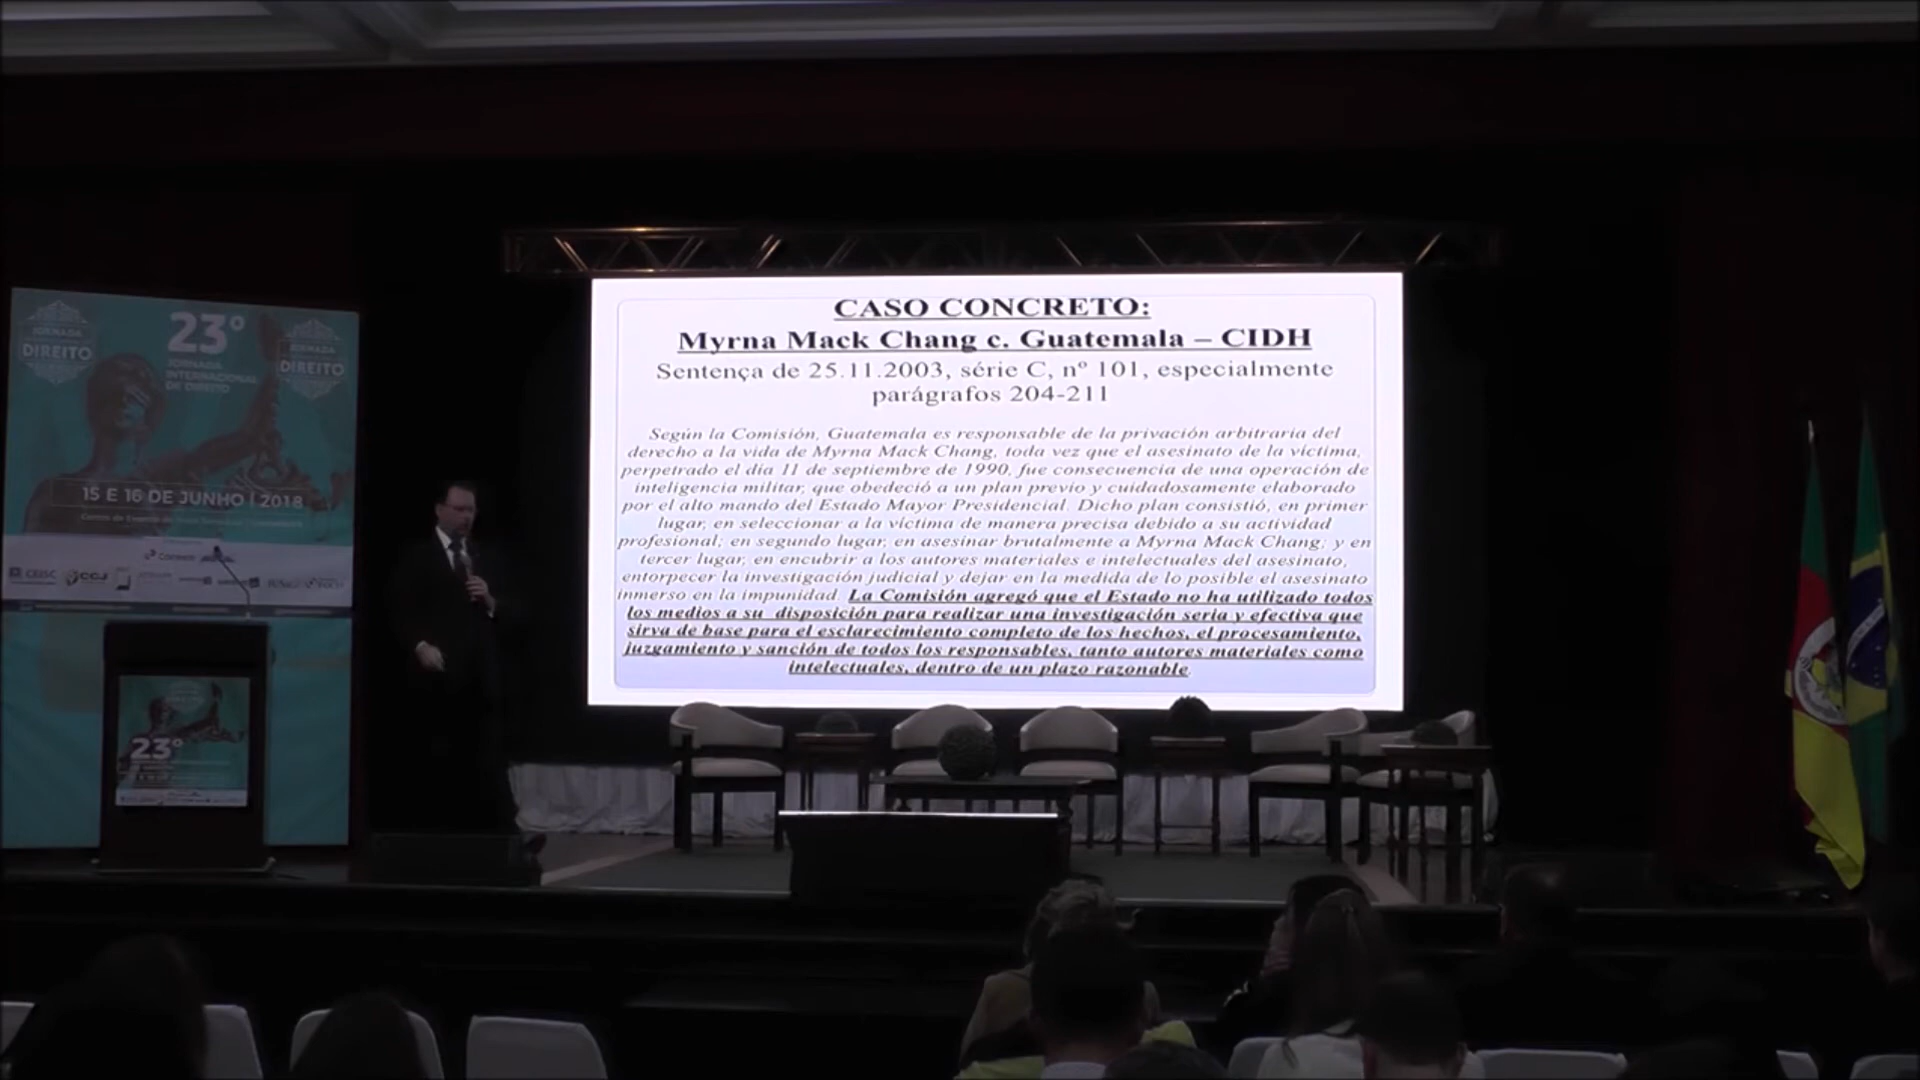 CASO CONCRETO:
Myrna Mack Chang c. Guatemala – CIDH
Sentença de 25.11.2003, série C, nº 101, especialmente
parágrafos 204-211
Según la Comisión, Guatemala es responsable de la privación arbitraria del
derecho a la vida de Myrna Mack Chang, toda vez que el asesinato de la víctima,
perpetrado el día 11 de septiembre de 1990, fue consecuencia de una operación de
inteligencia militar, que obedeció a un plan previo y cuidadosamente elaborado
por el alto mando del Estado Mayor Presidencial. Dicho plan consistió, en primer
lugar, en seleccionar a la víctima de manera precisa debido a su actividad
profesional; en segundo lugar, en asesinar brutalmente a Myrna Mack Chang; y en
tercer lugar, en encubrir a los autores materiales e intelectuales del asesinato,
entorpecer la investigación judicial y dejar en la medida de lo posible el asesinato
inmerso en la impunidad. La Comisión agregó que el Estado no ha utilizado todos
los medios a su disposición para realizar una investigación seria y efectiva que
sirva de base para el esclarecimiento completo de los hechos, el procesamiento,
juzgamiento y sanción de todos los responsables, tanto autores materiales como
intelectuales, dentro de un plazo razonable
JORNADA
DIREITO
23º
JORNADA
INTERNACIONAL
DE DIREITO
JORNADA
DIREITO
15 E 16 DE JUNHO | 2018
CEISC
CCJ
23º